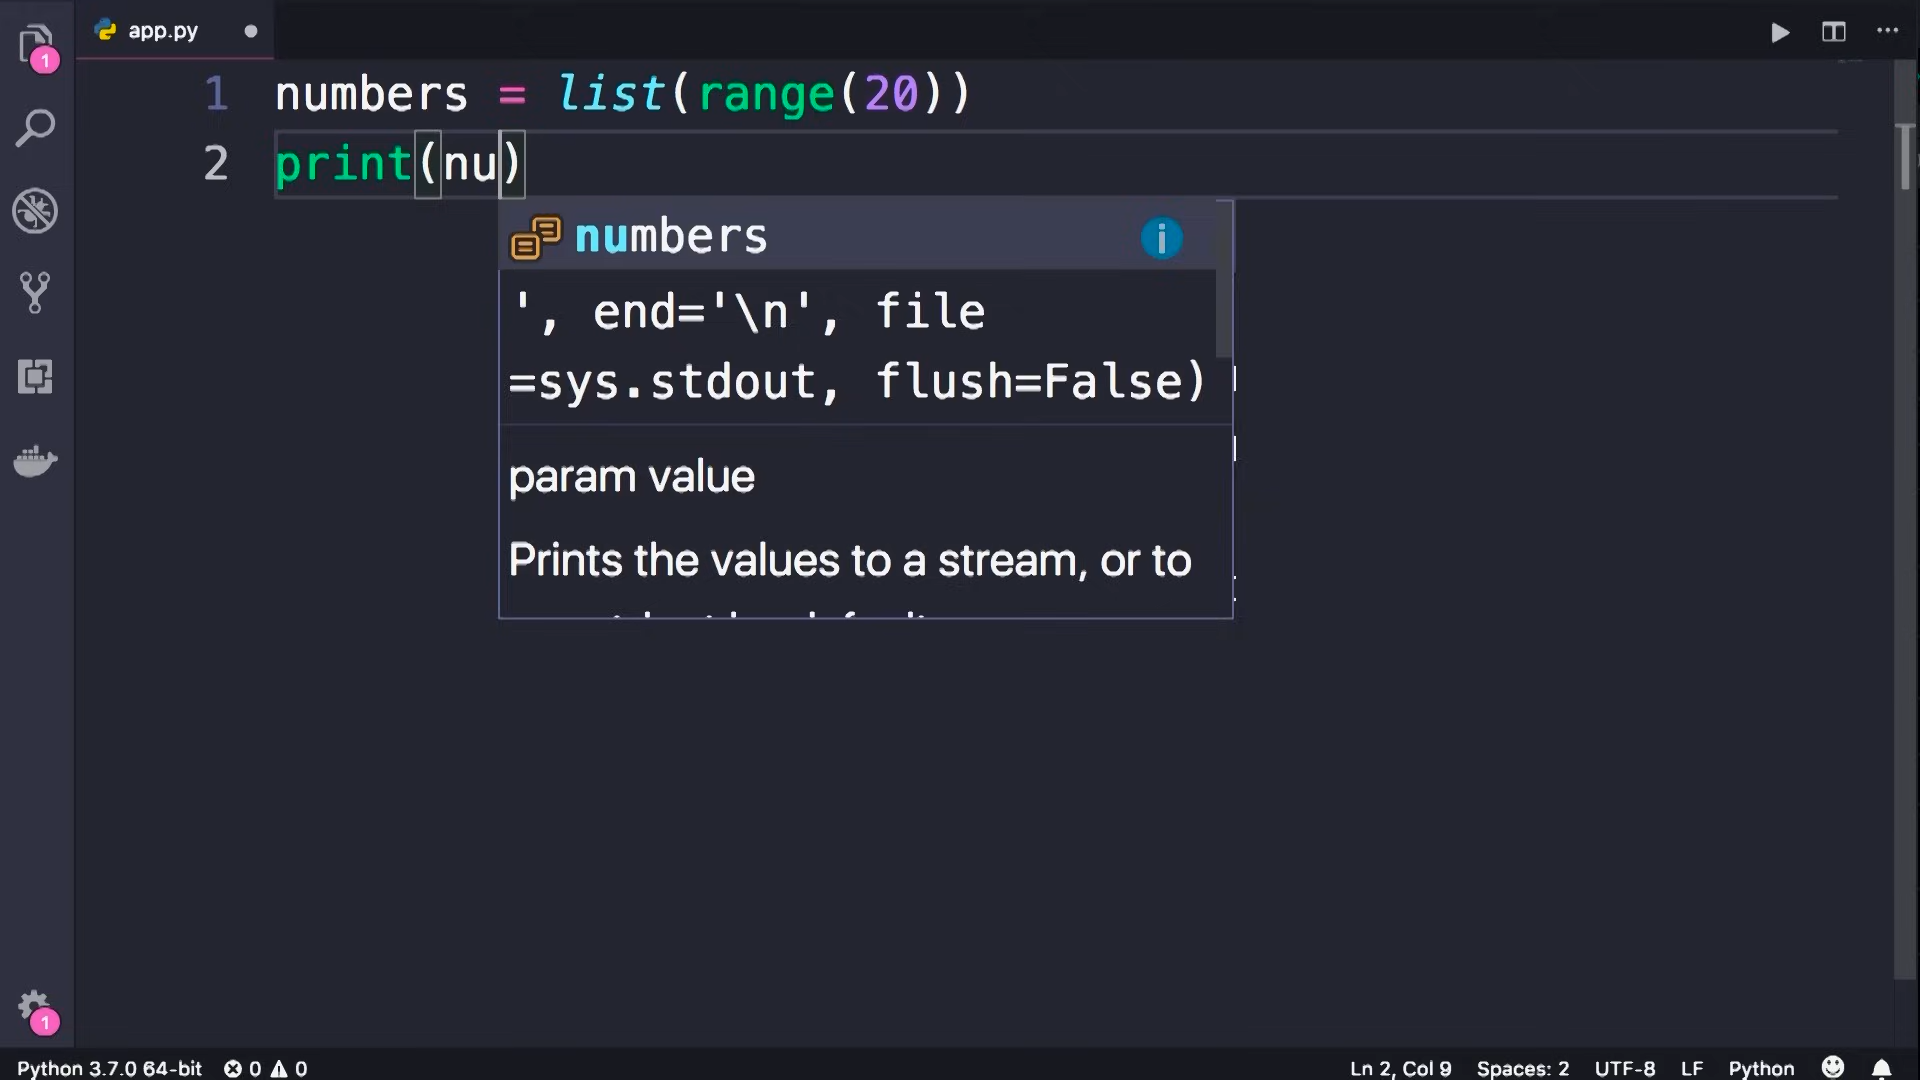 1
app.py
1 numbers = list(range(20))
2 print(nu)
numbers
', end='\n', file
=sys.stdout, flush=False)
param value
Prints the values to a stream, or to
1
Python 3.7.0 64-bit 0 0 Ln 2, Col 9 Spaces: 2 UTF-8 LF Python